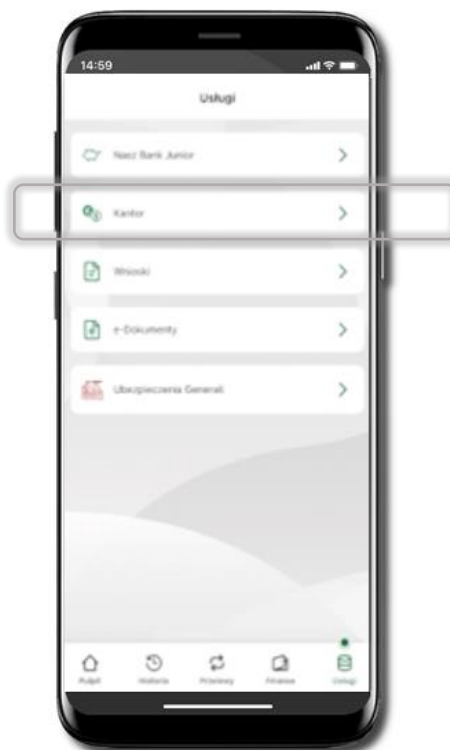 14:59
Usługi
Nasz Bank Junior
Kantor
Wnioski
e-Dokumenty
Ubezpieczenia Generali
Pulpit Historia Przelewy Finanse Usługi